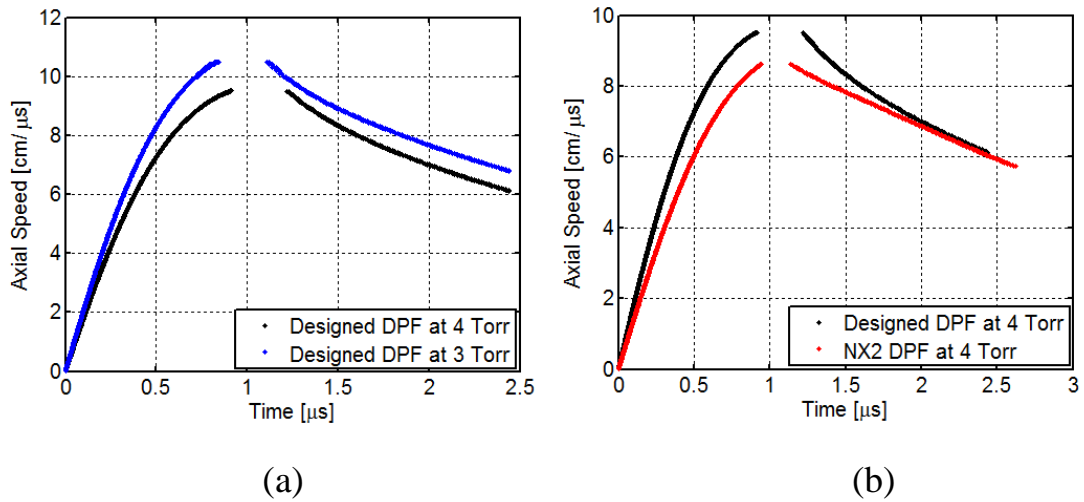 12
10
8
6
4
2
0
Axial Speed [cm/ μs]
Designed DPF at 4 Torr
Designed DPF at 3 Torr
0 0.5 1 1.5 2 2.5
Time [μs]
(a)
10
8
6
4
2
0
Axial Speed [cm/ μs]
Designed DPF at 4 Torr
NX2 DPF at 4 Torr
0 0.5 1 1.5 2 2.5 3
Time [μs]
(b)